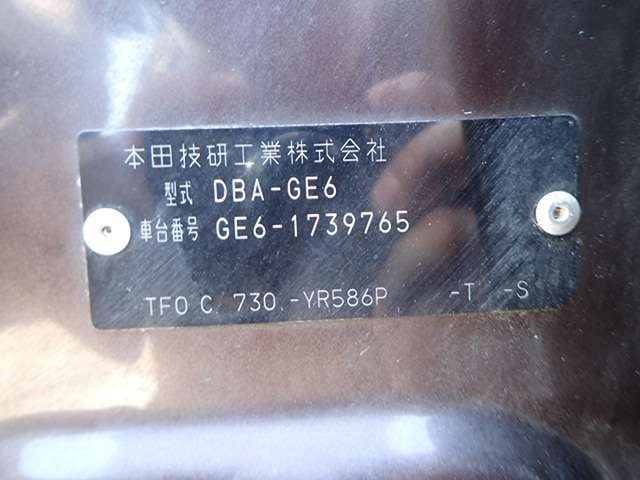 本田技研工業株式会社
型式 DBA-GE6
車台番号 GE6-1739765
TF0 C 730 -YR586P -T -S